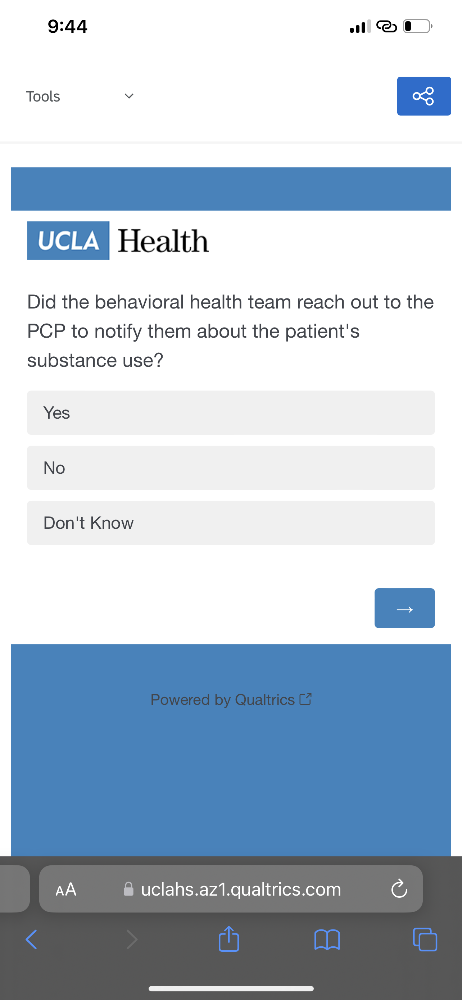 9:44
Tools
UCLA Health
Did the behavioral health team reach out to the
PCP to notify them about the patient's
substance use?
Yes
No
Don't Know
→
Powered by Qualtrics
AA uclahs.az1.qualtrics.com